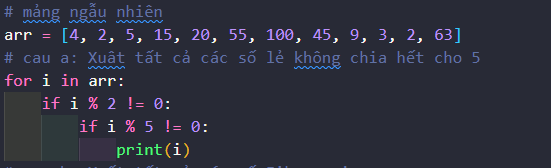 # mảng ngẫu nhiên
arr = [4, 2, 5, 15, 20, 55, 100, 45, 9, 3, 2, 63]
# cau a: Xuât tất cả các số lẻ không chia hết cho 5
for i in arr:
    if i % 2 != 0:
        if i % 5 != 0:
            print(i)